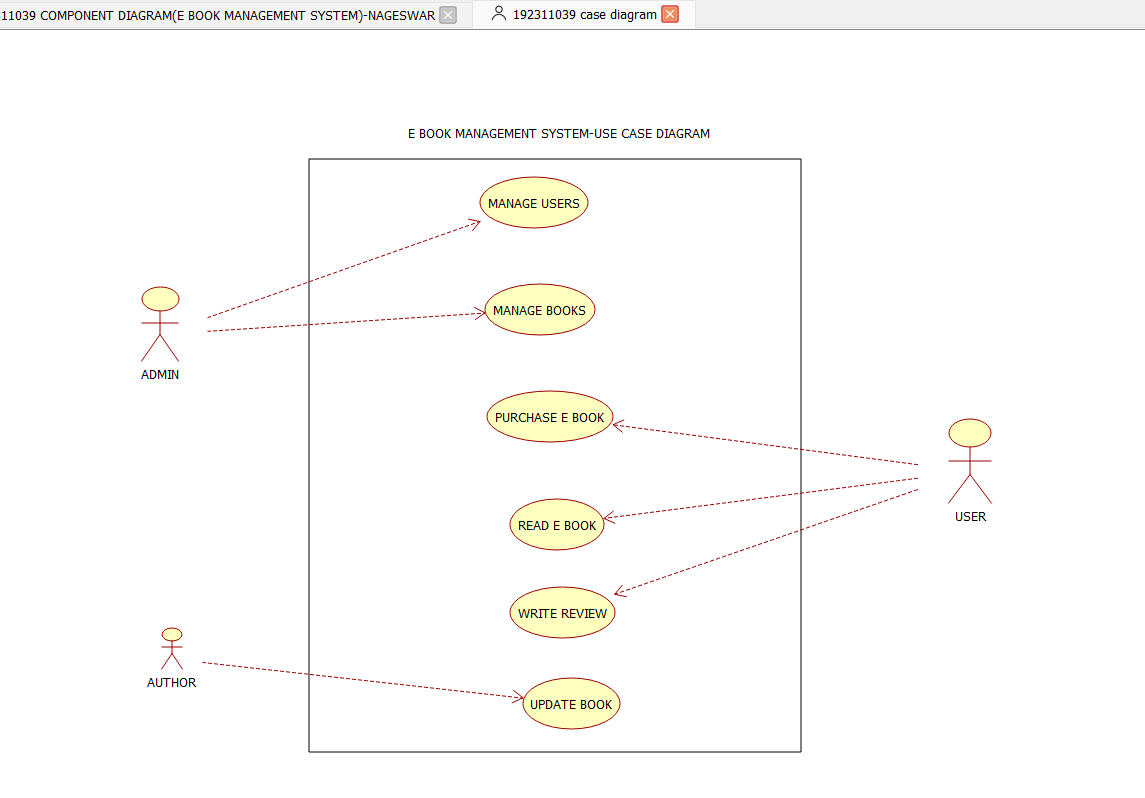 11039 COMPONENT DIAGRAM(E BOOK MANAGEMENT SYSTEM)-NAGESWAR
192311039 case diagram
E BOOK MANAGEMENT SYSTEM-USE CASE DIAGRAM
MANAGE USERS
MANAGE BOOKS
ADMIN
PURCHASE E BOOK
READ E BOOK
USER
WRITE REVIEW
AUTHOR
UPDATE BOOK